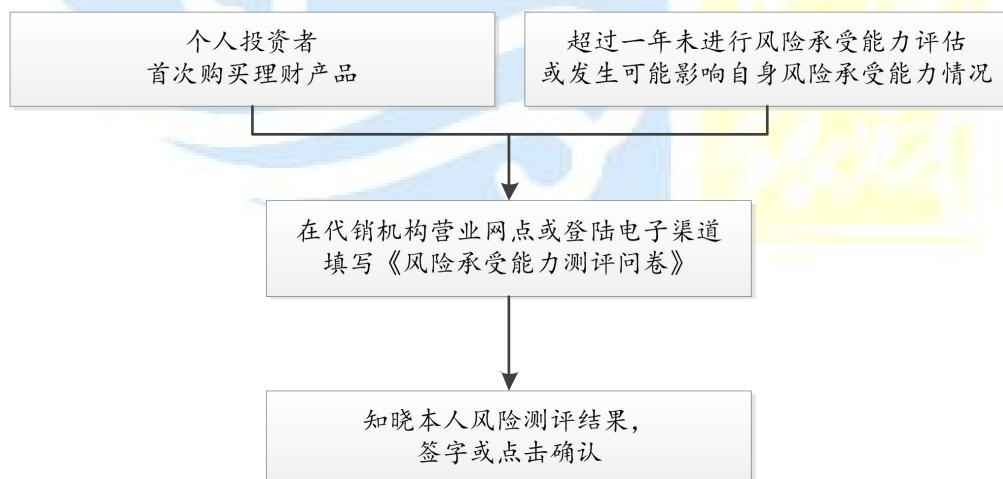 个人投资者
首次购买理财产品
超过一年未进行风险承受能力评估
或发生可能影响自身风险承受能力情况
在代销机构营业网点或登陆电子渠道
填写《风险承受能力测评问卷》
知晓本人风险测评结果，
签字或点击确认